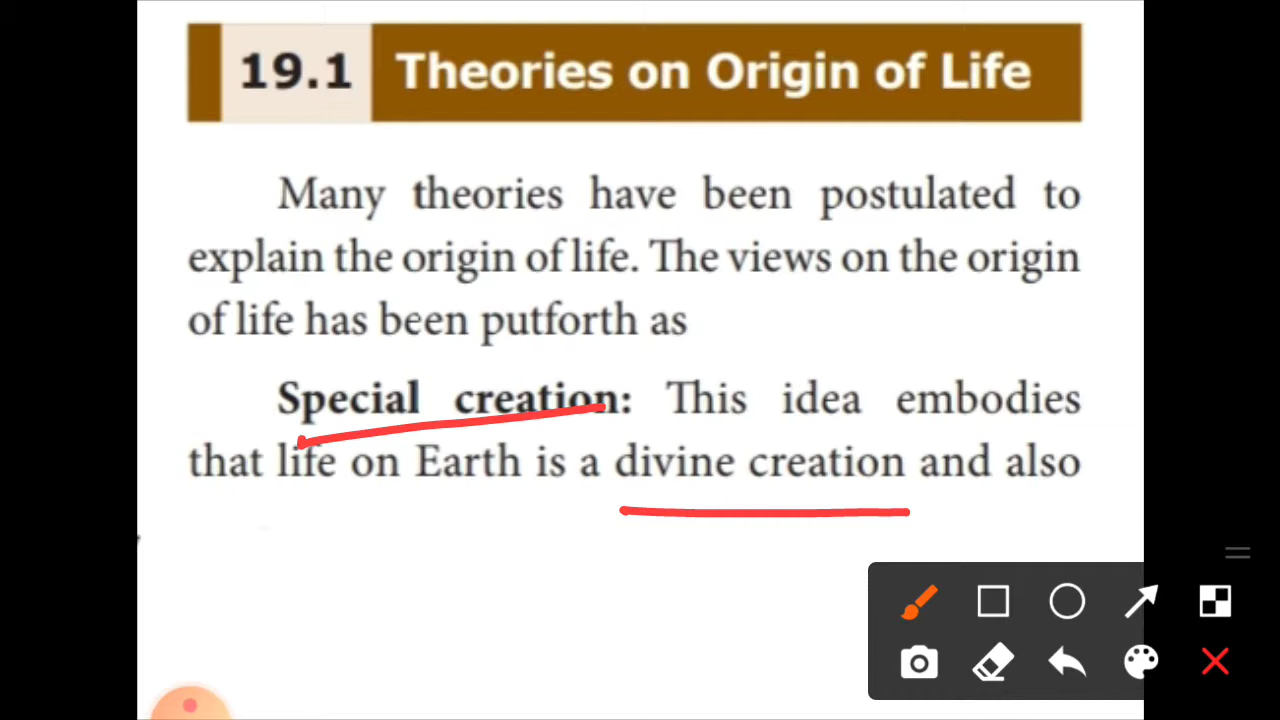 19.1 Theories on Origin of Life
Many theories have been postulated to
explain the origin of life. The views on the origin
of life has been putforth as
Special creation: This idea embodies
that life on Earth is a divine creation and also